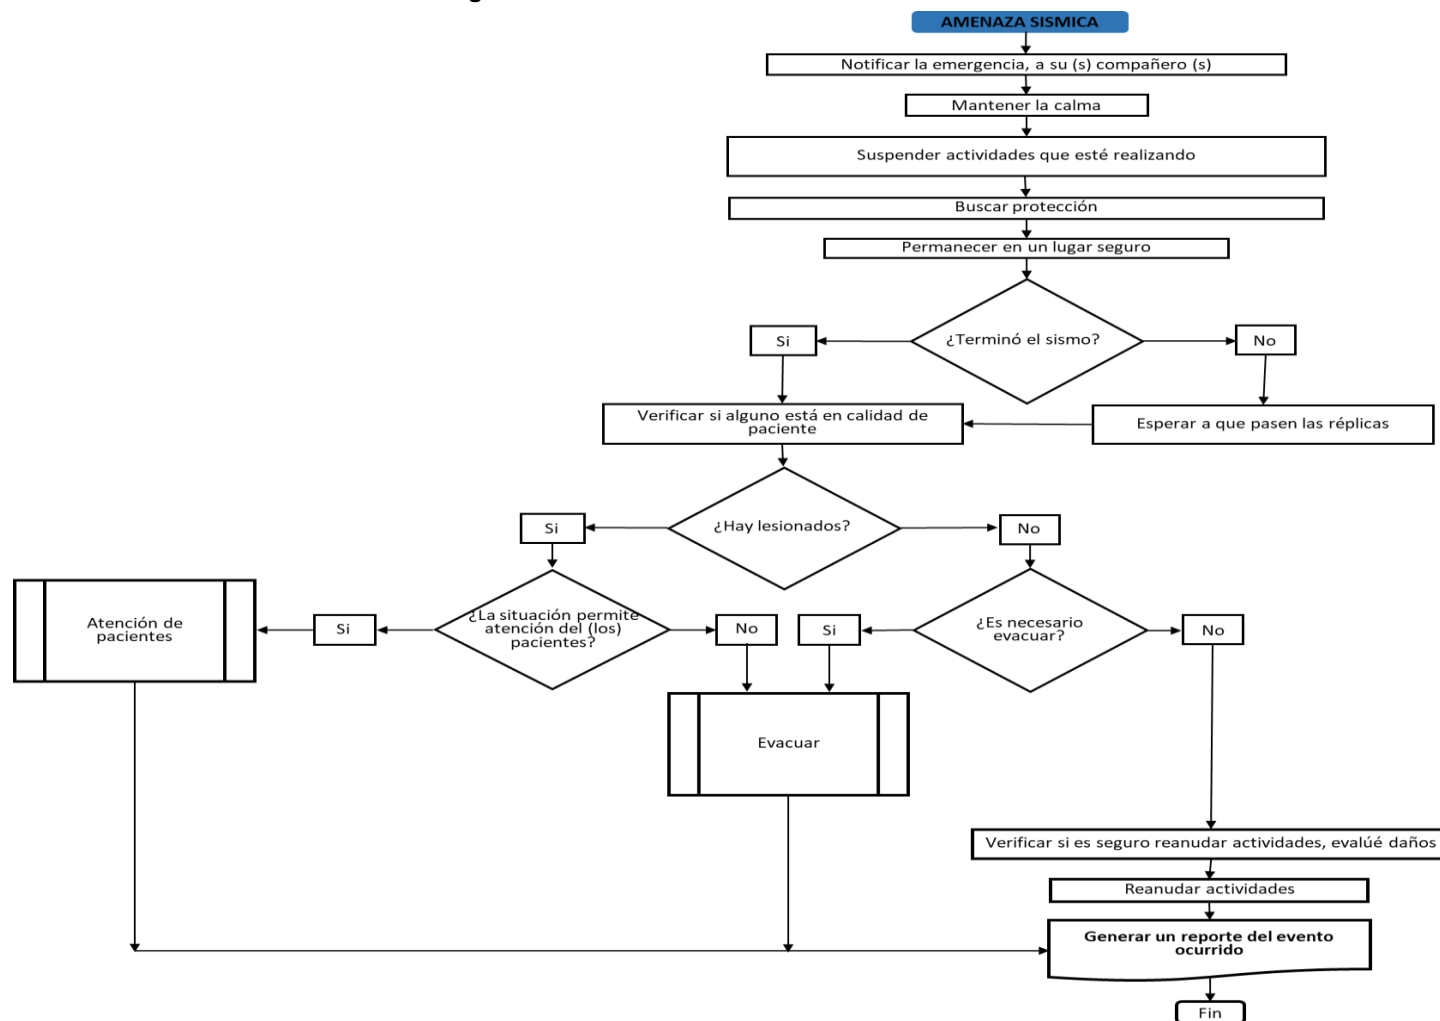 AMENAZA SISMICA
Notificar la emergencia, a su (s) compañero (s)
Mantener la calma
Suspender actividades que esté realizando
Buscar protección
Permanecer en un lugar seguro
¿Terminó el sismo?
Si
No
Verificar si alguno está en calidad de
paciente
Esperar a que pasen las réplicas
¿Hay lesionados?
Si
No
Atención de
pacientes
Si
¿La situación permite
atención del (los)
pacientes?
No
Si
¿Es necesario
evacuar?
No
Evacuar
Verificar si es seguro reanudar actividades, evalúé daños
Reanudar actividades
Generar un reporte del evento
ocurrido
Fin